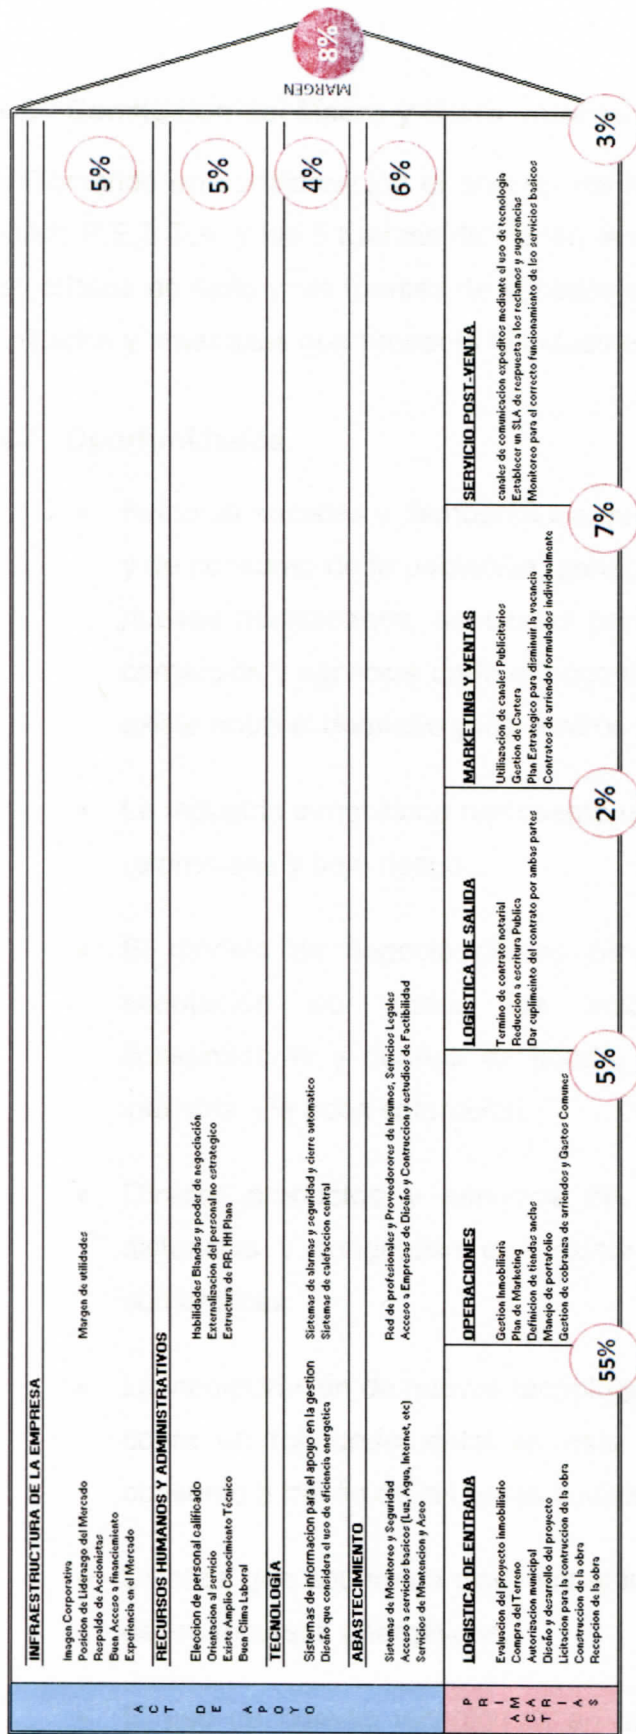 INFRAESTRUCTURA DE LA EMPRESA
Imagen Corporativa
Posicion de Liderazgo del Mercado
Respaldo de Accionistas
Buen Acceso a financiamiento
Experiencia en el Mercado
Margen de utilidades
5%
RECURSOS HUMANOS Y ADMINISTRATIVOS
Eleccion de personal calificado
Orientacion al servicio
Existe Amplio Conocimiento Técnico
Buen Clima Laboral
Habilidades Blandas y poder de negociación
Externalizacion del personal no estrategico
Estructura de RR. HH Plana
5%
TECNOLOGÍA
Sistemas de informacion para el apoyo en la gestion
Diseño que considera el uso de eficiencia energetica
Sistemas de alarmas y seguridad y cierre automatico
Sistemas de calefaccion central
4%
ABASTECIMIENTO
Sistemas de Monitoreo y Seguridad
Acceso a servicios basicos (Luz, Agua, Internet, etc)
Servicios de Mantencion y Aseo
Red de profesionales y Proveedorores de Insumos, Servicios Legales
Acceso a Empresas de Diseño y Contruccion y estudios de Factibilidad
6%
ACT DE APOYO
MARGEN
8%
ACT PRIMARIAS
LOGISTICA DE ENTRADA
Evaluacion del proyecto Inmobiliario
Compra del Terreno
Autorizacion municipal
Diseño y desarrollo del proyecto
Licitacion para la construccion de la obra
Construccion de la obra
Recepcion de la obra
55%
OPERACIONES
Gestion Inmobiliaria
Plan de Marketing
Definicion de tiendas anclas
Manejo de portafolio
Gestion de cobranza de arriendos y Gastos Comunes
5%
LOGISTICA DE SALIDA
Termino de contrato notarial
Reduccion a escritura Publica
Dar cuplimeinto del contrato por ambas partes
2%
MARKETING Y VENTAS
Utiliazacion de canales Publicitarios
Gestion de Cartera
Plan Estrategico para disminuir la vacancia
Contratos de arriendo formulados individualmente
7%
SERVICIO POST-VENTA
canales de comunicacion expeditos mediante el uso de tecnologia
Establecer un SLA de respuesta a los reclamos y sugerencias
Monitoreo para el correcto funcionamiento de lso servicios basicos
3%